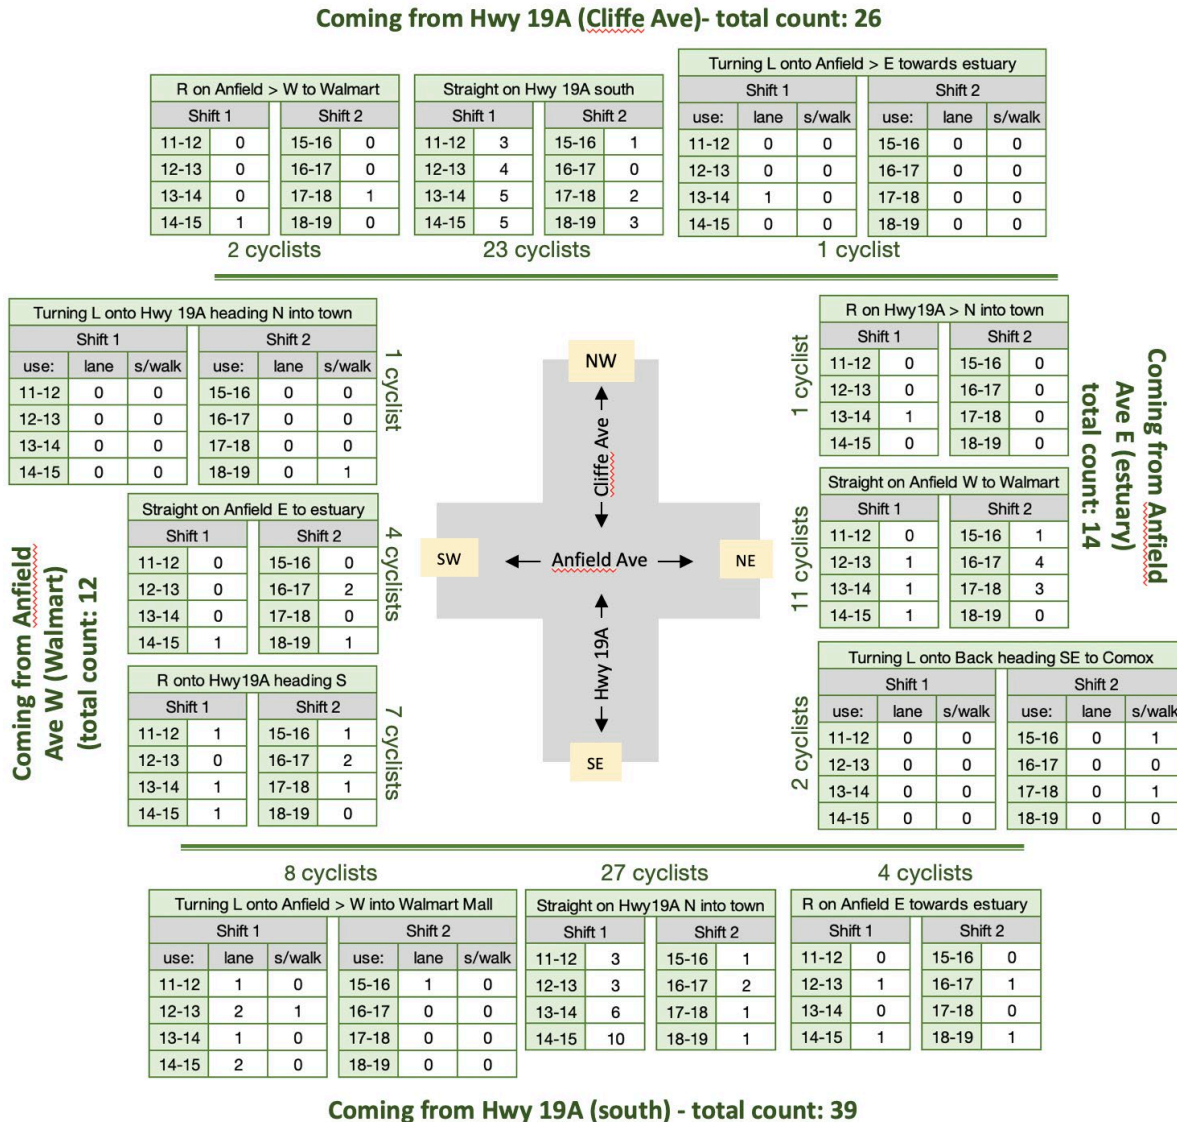 Coming from Hwy 19A (Cliffe Ave)- total count: 26
R on Anfield > W to Walmart
Shift 1 Shift 2
11-12 0 15-16 0
12-13 0 16-17 0
13-14 0 17-18 1
14-15 1 18-19 0
2 cyclists
Straight on Hwy 19A south
Shift 1 Shift 2
11-12 3 15-16 1
12-13 4 16-17 0
13-14 5 17-18 2
14-15 5 18-19 3
23 cyclists
Turning L onto Anfield > E towards estuary
Shift 1 Shift 2
use: lane s/walk use: lane s/walk
11-12 0 0 15-16 0 0
12-13 0 0 16-17 0 0
13-14 1 0 17-18 0 0
14-15 0 0 18-19 0 0
1 cyclist
Coming from Anfield
Ave W (Walmart)
(total count: 12
Turning L onto Hwy 19A heading N into town
Shift 1 Shift 2
use: lane s/walk use: lane s/walk
11-12 0 0 15-16 0 0
12-13 0 0 16-17 0 0
13-14 0 0 17-18 0 0
14-15 0 0 18-19 0 1
1 cyclist
Straight on Anfield E to estuary
Shift 1 Shift 2
11-12 0 15-16 0
12-13 0 16-17 2
13-14 0 17-18 0
14-15 1 18-19 1
4 cyclists
R onto Hwy19A heading S
Shift 1 Shift 2
11-12 1 15-16 1
12-13 0 16-17 2
13-14 1 17-18 1
14-15 1 18-19 0
7 cyclists
NW
Cliffe Ave
SW Anfield Ave NE
Hwy 19A
SE
R on Hwy19A > N into town
Shift 1 Shift 2
11-12 0 15-16 0
12-13 0 16-17 0
13-14 1 17-18 0
14-15 0 18-19 0
1 cyclist
Straight on Anfield W to Walmart
Shift 1 Shift 2
11-12 0 15-16 1
12-13 1 16-17 4
13-14 1 17-18 3
14-15 1 18-19 0
11 cyclists
Turning L onto Back heading SE to Comox
Shift 1 Shift 2
use: lane s/walk use: lane s/walk
11-12 0 0 15-16 0 1
12-13 0 0 16-17 0 0
13-14 0 0 17-18 0 1
14-15 0 0 18-19 0 0
2 cyclists
Coming from Anfield
Ave E (estuary)
total count: 14
8 cyclists
Turning L onto Anfield > W into Walmart Mall
Shift 1 Shift 2
use: lane s/walk use: lane s/walk
11-12 1 0 15-16 1 0
12-13 2 1 16-17 0 0
13-14 1 0 17-18 0 0
14-15 2 0 18-19 0 0
27 cyclists
Straight on Hwy19A N into town
Shift 1 Shift 2
11-12 3 15-16 1
12-13 3 16-17 2
13-14 6 17-18 1
14-15 10 18-19 1
4 cyclists
R on Anfield E towards estuary
Shift 1 Shift 2
11-12 0 15-16 0
12-13 1 16-17 1
13-14 0 17-18 0
14-15 1 18-19 1
Coming from Hwy 19A (south) - total count: 39